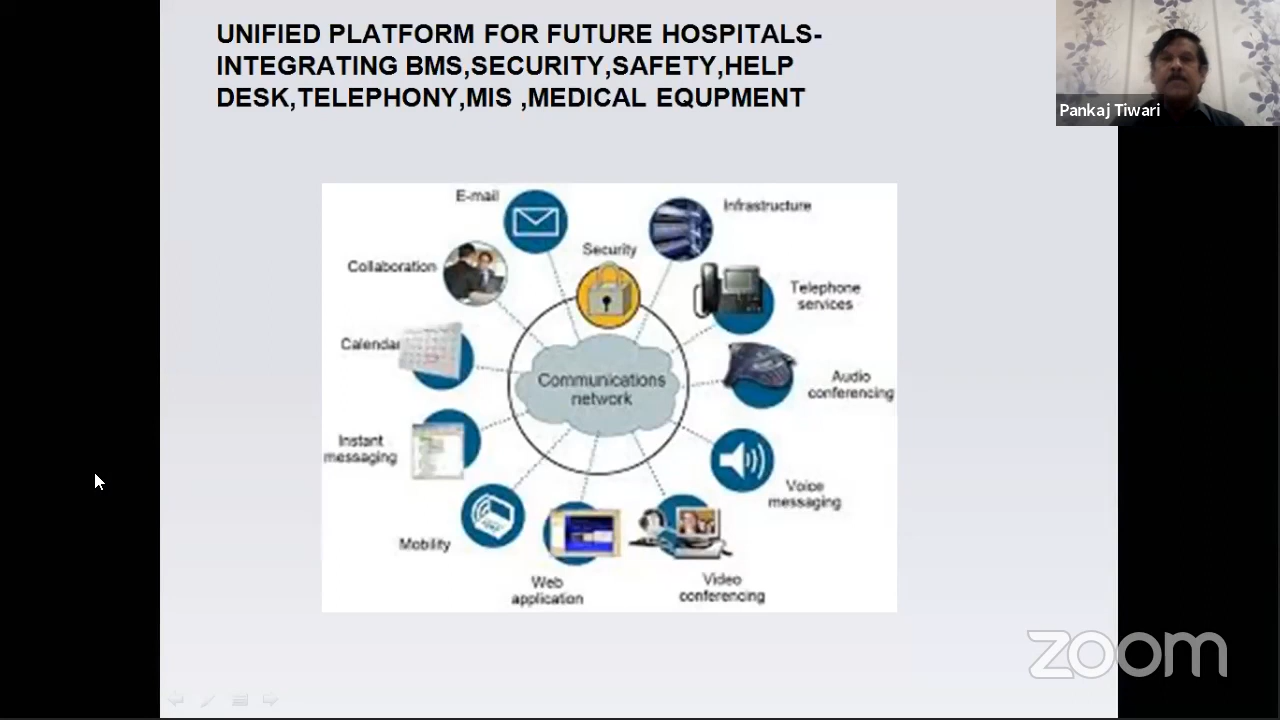 UNIFIED PLATFORM FOR FUTURE HOSPITALS-
INTEGRATING BMS,SECURITY,SAFETY,HELP
DESK,TELEPHONY,MIS ,MEDICAL EQUPMENT
Pankaj Tiwari
E-mail
Infrastructure
Security
Collaboration
Telephone
services
Calendar
Communications
network
Audio
conferencing
Instant
messaging
Voice
messaging
Mobility
Web
application
Video
conferencing
zoom